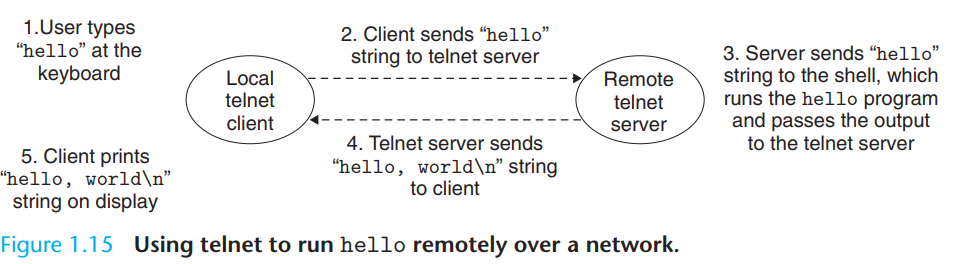 1.User types
“hello” at the
keyboard
2. Client sends “hello”
string to telnet server
3. Server sends “hello”
string to the shell, which
runs the hello program
and passes the output
to the telnet server
Local
telnet
client
Remote
telnet
server
4. Telnet server sends
“hello, world\n” string
to client
5. Client prints
“hello, world\n”
string on display
Figure 1.15 Using telnet to run hello remotely over a network.